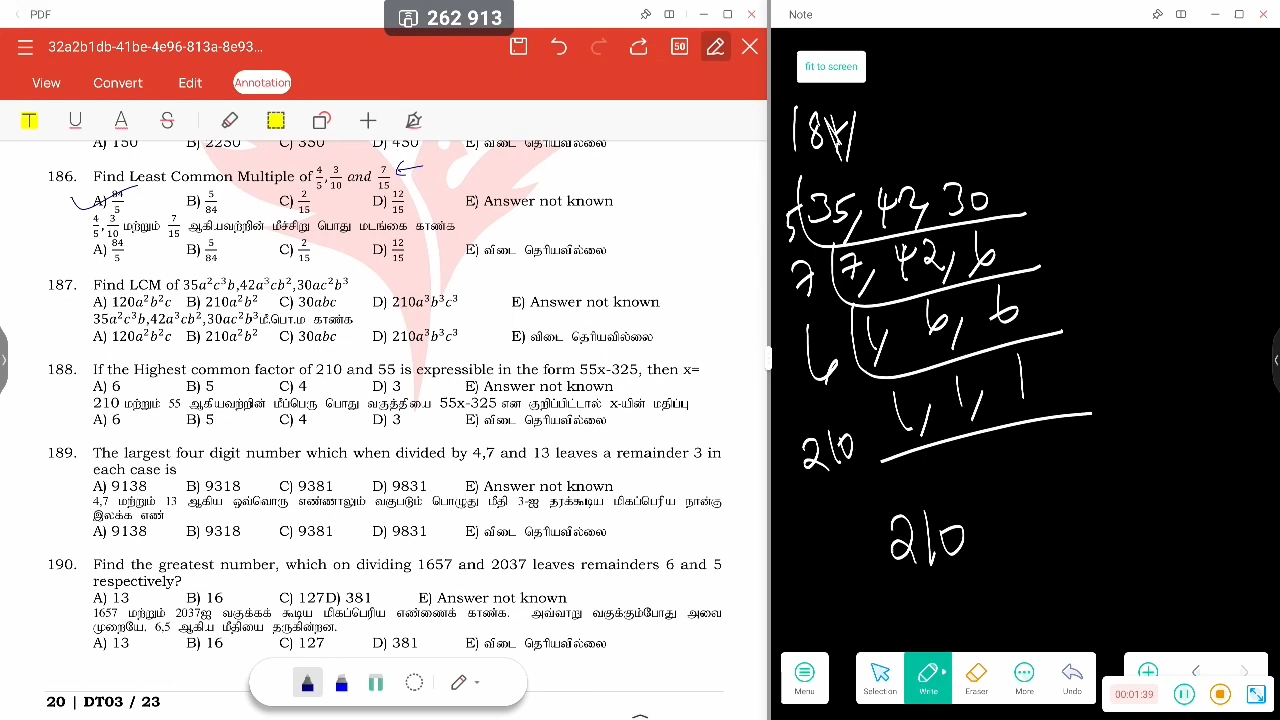 PDF
262 913
Note
32a2b1db-41be-4e96-813a-8e93...
50
View Convert Edit Annotation
T U A S
A) 150 B) 2250 C) 350 D) 450 E) விடை தெரியவில்லை
186. Find Least Common Multiple of 4/5, 3/10 and 7/15
A) 84/5 B) 5/84 C) 2/15 D) 12/15 E) Answer not known
4/5, 3/10 மற்றும் 7/15 ஆகியவற்றின் மீச்சிறு பொது மடங்கை காண்க
A) 84/5 B) 5/84 C) 2/15 D) 12/15 E) விடை தெரியவில்லை
187. Find LCM of 35a²c³b,42a³cb²,30ac²b³
A) 120a²b²c B) 210a²b² C) 30abc D) 210a³b³c³ E) Answer not known
35a²c³b,42a³cb²,30ac²b³மீ.பொ.ம காண்க
A) 120a²b²c B) 210a²b² C) 30abc D) 210a³b³c³ E) விடை தெரியவில்லை
188. If the Highest common factor of 210 and 55 is expressible in the form 55x-325, then x=
A) 6 B) 5 C) 4 D) 3 E) Answer not known
210 மற்றும் 55 ஆகியவற்றின் மீப்பெரு பொது வகுத்தியை 55x-325 என குறிப்பிட்டால் x-யின் மதிப்பு
A) 6 B) 5 C) 4 D) 3 E) விடை தெரியவில்லை
189. The largest four digit number which when divided by 4,7 and 13 leaves a remainder 3 in
each case is
A) 9138 B) 9318 C) 9381 D) 9831 E) Answer not known
4,7 மற்றும் 13 ஆகிய ஒவ்வொரு எண்ணாலும் வகுபடும் பொழுது மீதி 3-ஐ தரக்கூடிய மிகப்பெரிய நான்கு
இலக்க எண்
A) 9138 B) 9318 C) 9381 D) 9831 E) விடை தெரியவில்லை
190. Find the greatest number, which on dividing 1657 and 2037 leaves remainders 6 and 5
respectively?
A) 13 B) 16 C) 127D) 381 E) Answer not known
1657 மற்றும் 2037ஐ வகுக்கக் கூடிய மிகப்பெரிய எண்ணைக் காண்க. அவ்வாறு வகுக்கும்போது அவை
முறையே. 6,5 ஆகிய மீதியை தருகின்றன.
A) 13 B) 16 C) 127 D) 381 E) விடை தெரியவில்லை
20 | DT03 / 23
fit to screen
5 35, 42, 30
7 7, 42, 6
6 1, 6, 6
1, 1, 1
210
210
Menu Selection Write Eraser More Undo
00:01:39